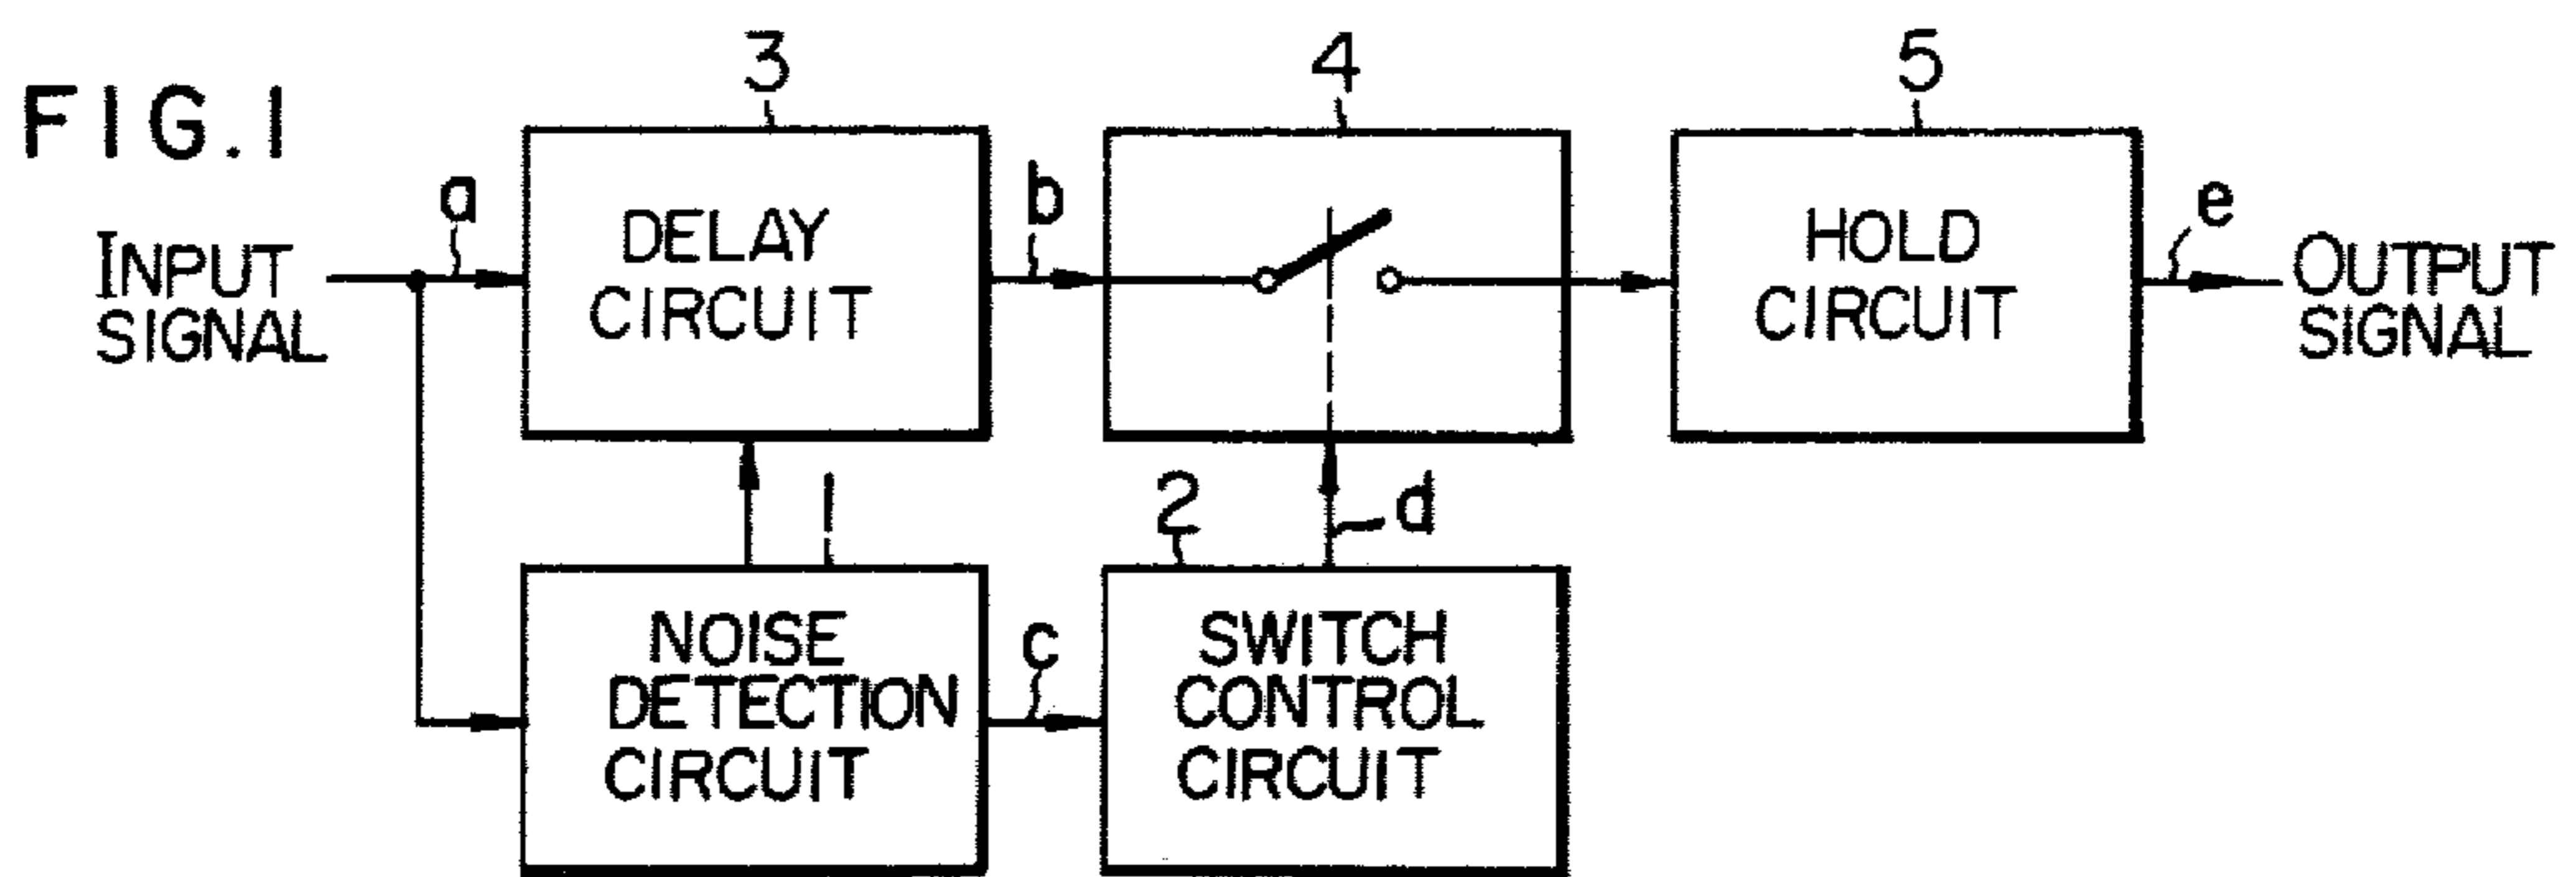 FIG.1
3
4
5
a
b
e
INPUT
SIGNAL
DELAY
CIRCUIT
HOLD
CIRCUIT
OUTPUT
SIGNAL
1
2
d
c
NOISE
DETECTION
CIRCUIT
SWITCH
CONTROL
CIRCUIT